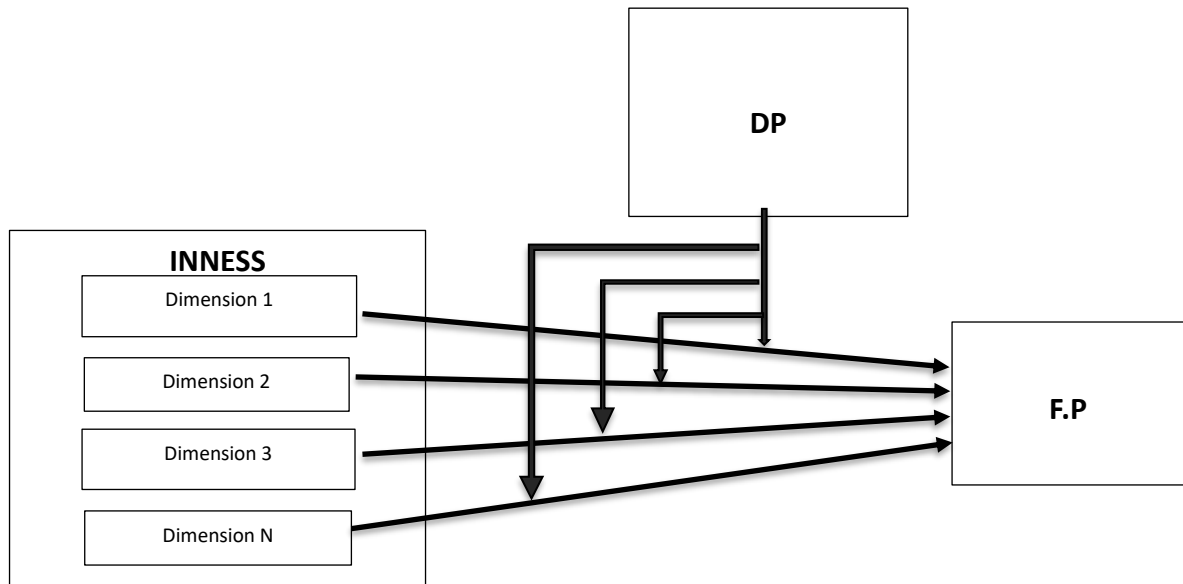 DP
INNESS
Dimension 1
Dimension 2
Dimension 3
Dimension N
F.P